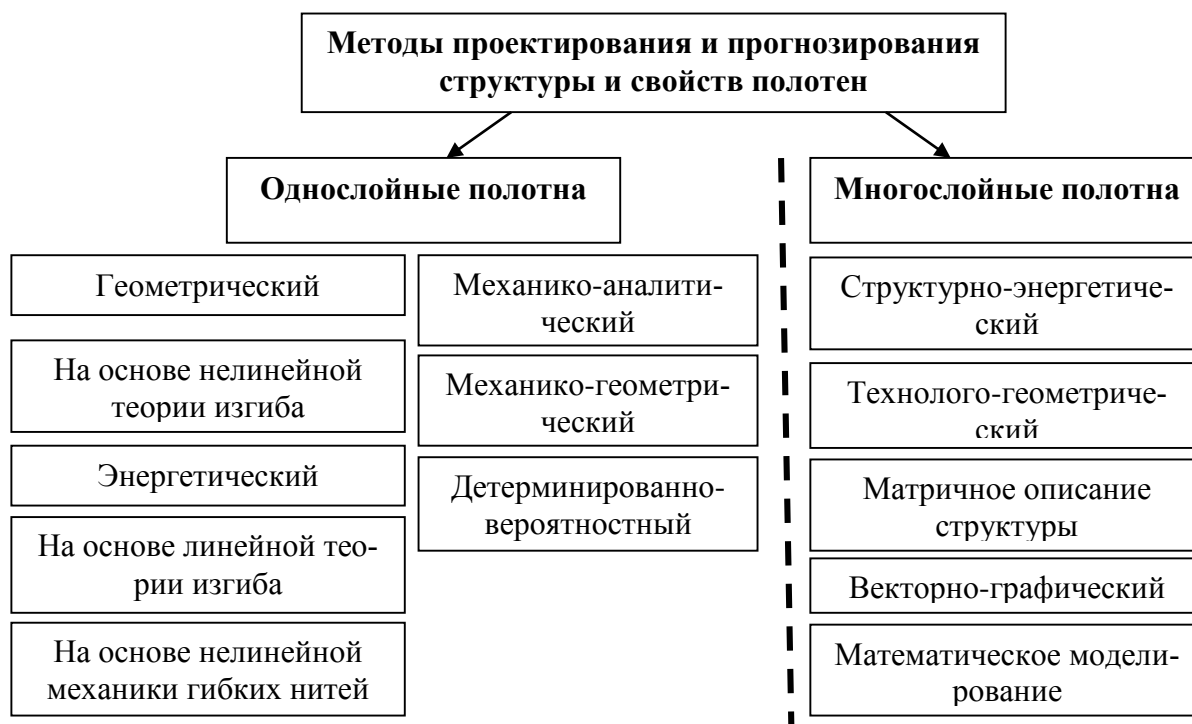 Методы проектирования и прогнозирования
структуры и свойств полотен
Однослойные полотна
Геометрический
На основе нелинейной
теории изгиба
Энергетический
На основе линейной тео-
рии изгиба
На основе нелинейной
механики гибких нитей
Механико-аналити-
ческий
Механико-геометри-
ческий
Детерминированно-
вероятностный
Многослойные полотна
Структурно-энергетиче-
ский
Технолого-геометриче-
ский
Матричное описание
структуры
Векторно-графический
Математическое модели-
рование